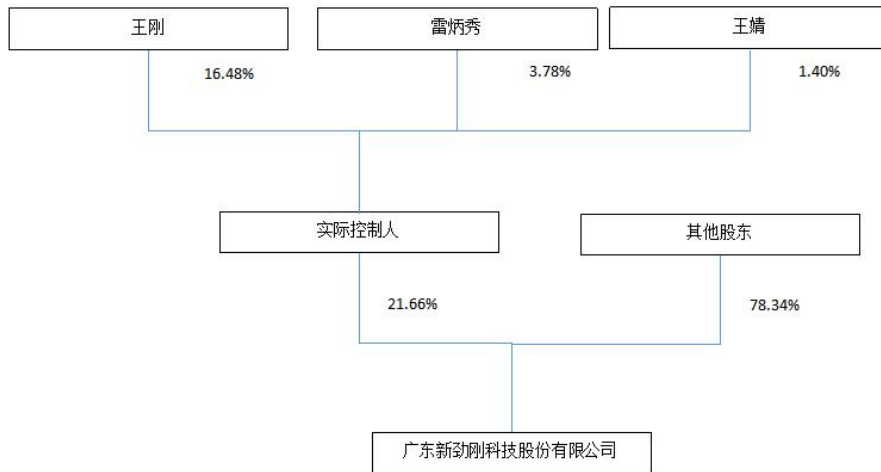 王刚
雷炳秀
王婧
16.48%
3.78%
1.40%
实际控制人
其他股东
21.66%
78.34%
广东新劲刚科技股份有限公司